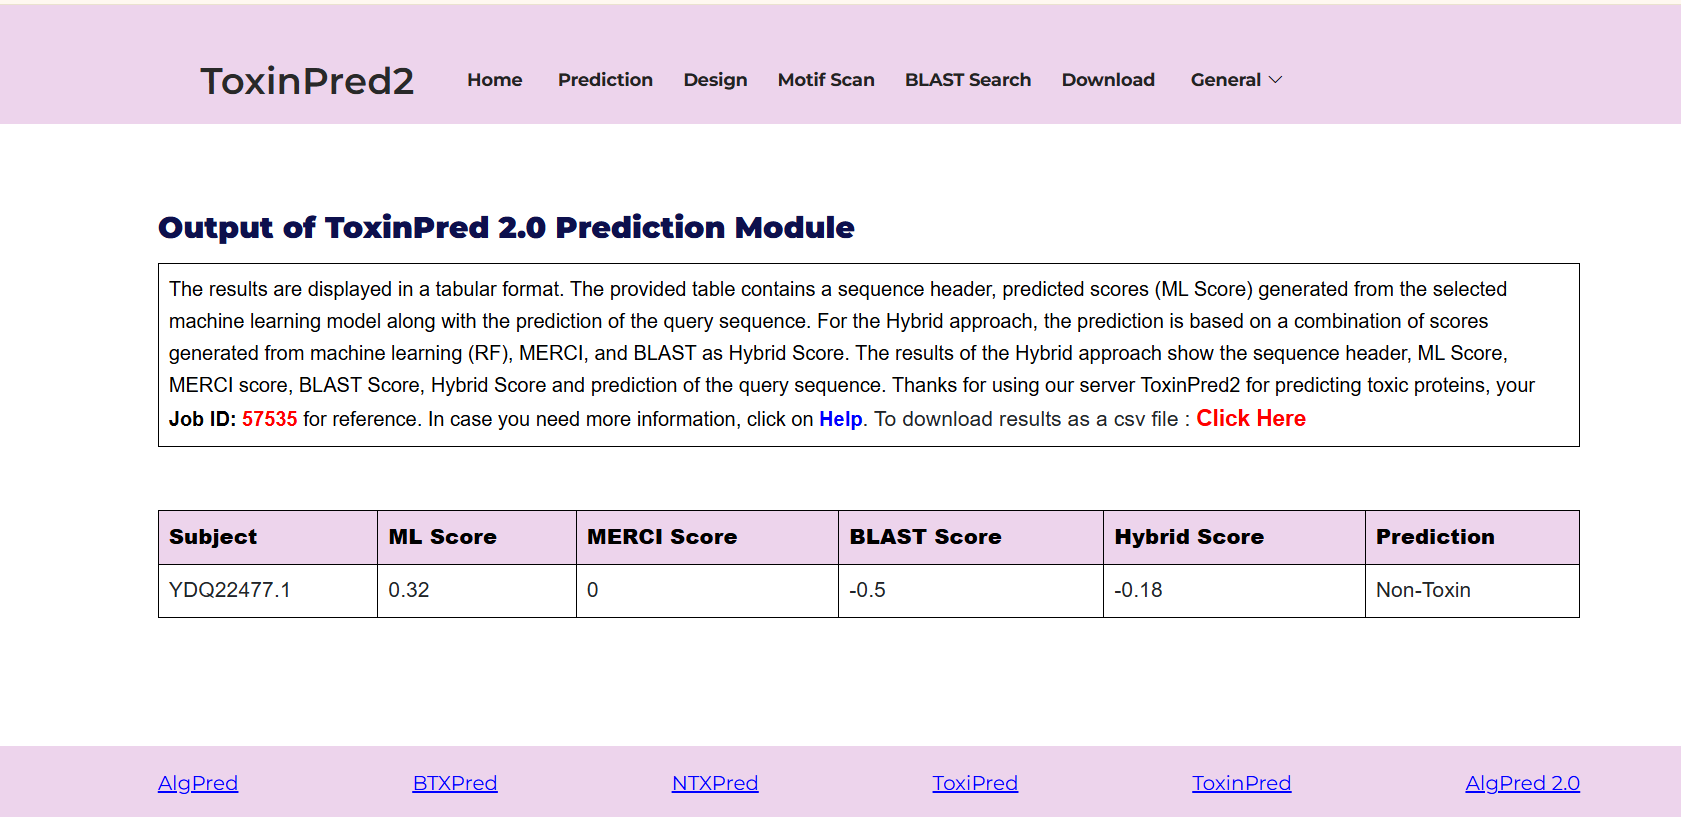 ToxinPred2 Home Prediction Design Motif Scan BLAST Search Download General
Output of ToxinPred 2.0 Prediction Module
The results are displayed in a tabular format. The provided table contains a sequence header, predicted scores (ML Score) generated from the selected
machine learning model along with the prediction of the query sequence. For the Hybrid approach, the prediction is based on a combination of scores
generated from machine learning (RF), MERCI, and BLAST as Hybrid Score. The results of the Hybrid approach show the sequence header, ML Score,
MERCI score, BLAST Score, Hybrid Score and prediction of the query sequence. Thanks for using our server ToxinPred2 for predicting toxic proteins, your
Job ID: 57535 for reference. In case you need more information, click on Help. To download results as a csv file : Click Here
Subject ML Score MERCI Score BLAST Score Hybrid Score Prediction
YDQ22477.1 0.32 0 -0.5 -0.18 Non-Toxin
AlgPred BTXPred NTXPred ToxiPred ToxinPred AlgPred 2.0